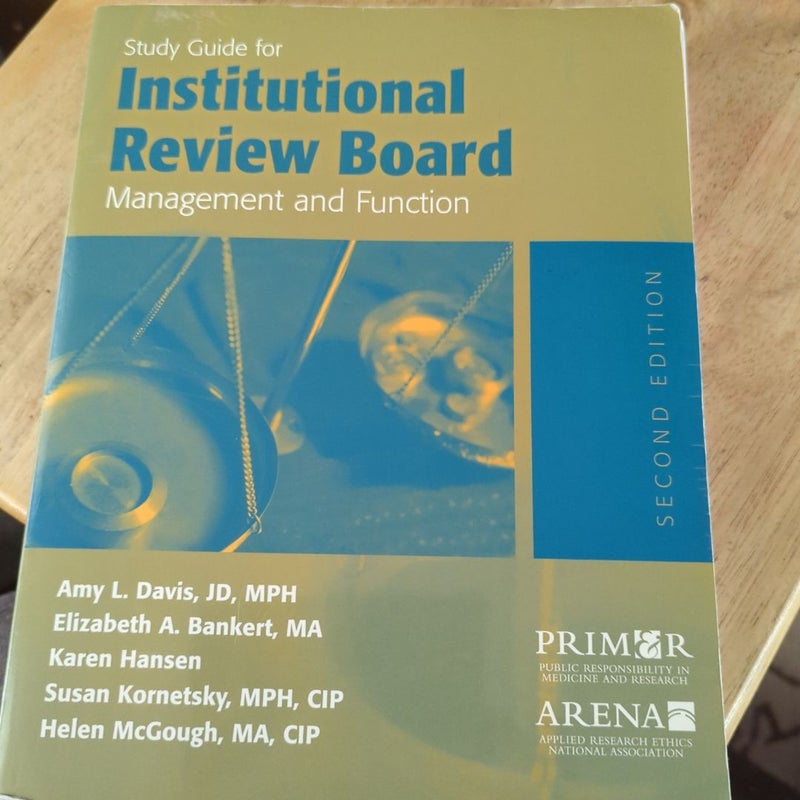 Study Guide for
Institutional
Review Board
Management and Function
SECOND EDITION
Amy L. Davis, JD, MPH
Elizabeth A. Bankert, MA
Karen Hansen
Susan Kornetsky, MPH, CIP
Helen McGough, MA, CIP
PRIM&R
PUBLIC RESPONSIBILITY IN
MEDICINE AND RESEARCH
ARENA
APPLIED RESEARCH ETHICS
NATIONAL ASSOCIATION